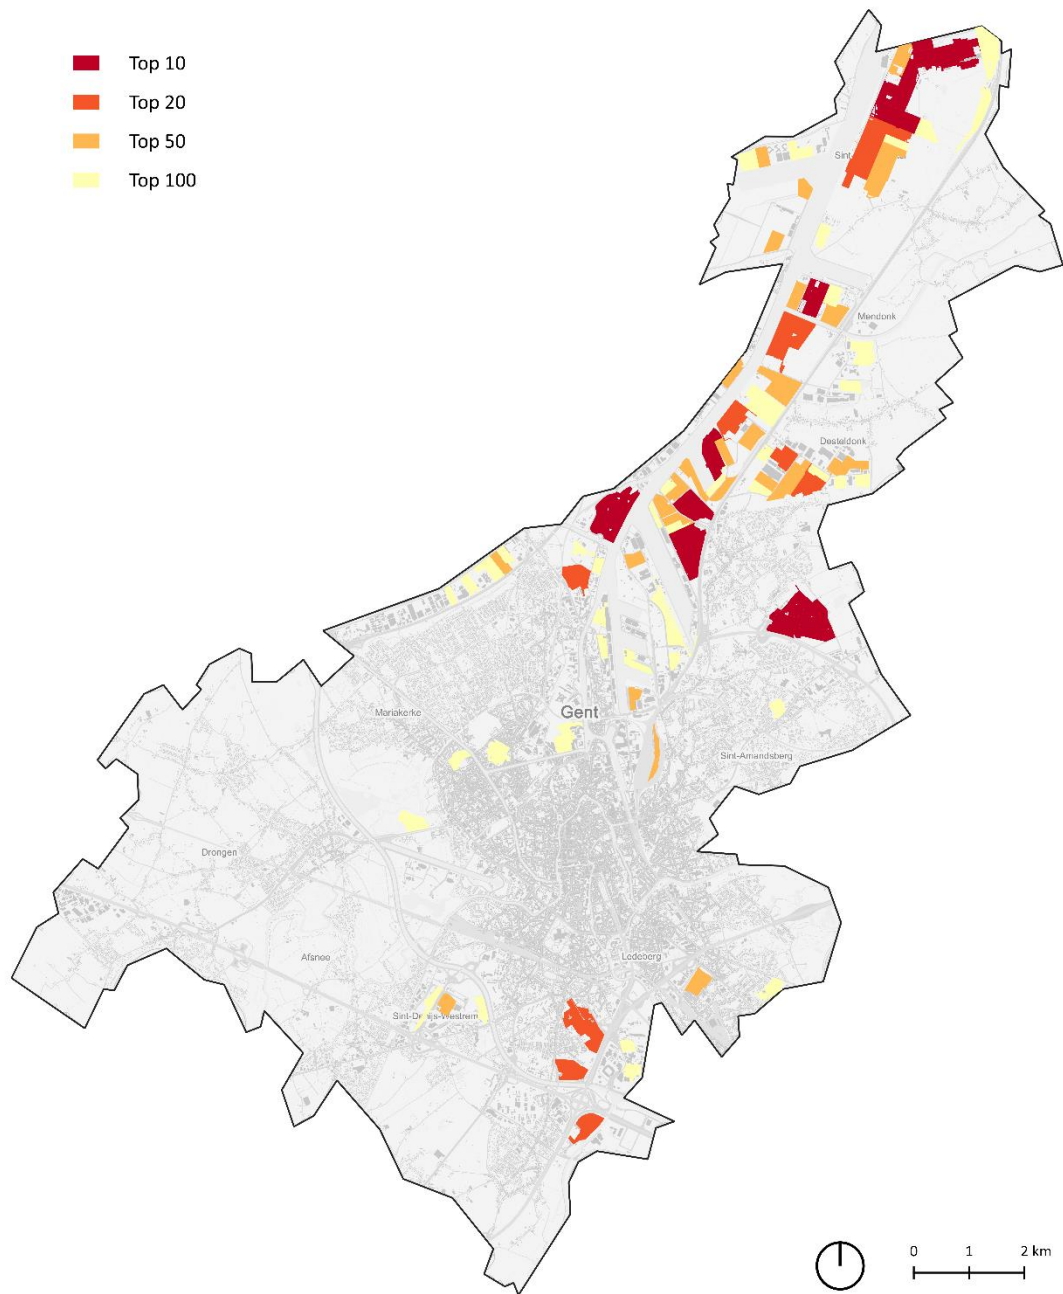 Top 10
Top 20
Top 50
Top 100
Sint-
Mendonk
Desteldonk
Gent
Mariakerke
Sint-Amandsberg
Drongen
Afsnee
Ledeberg
Sint-Denijs-Westrem
0 1 2 km